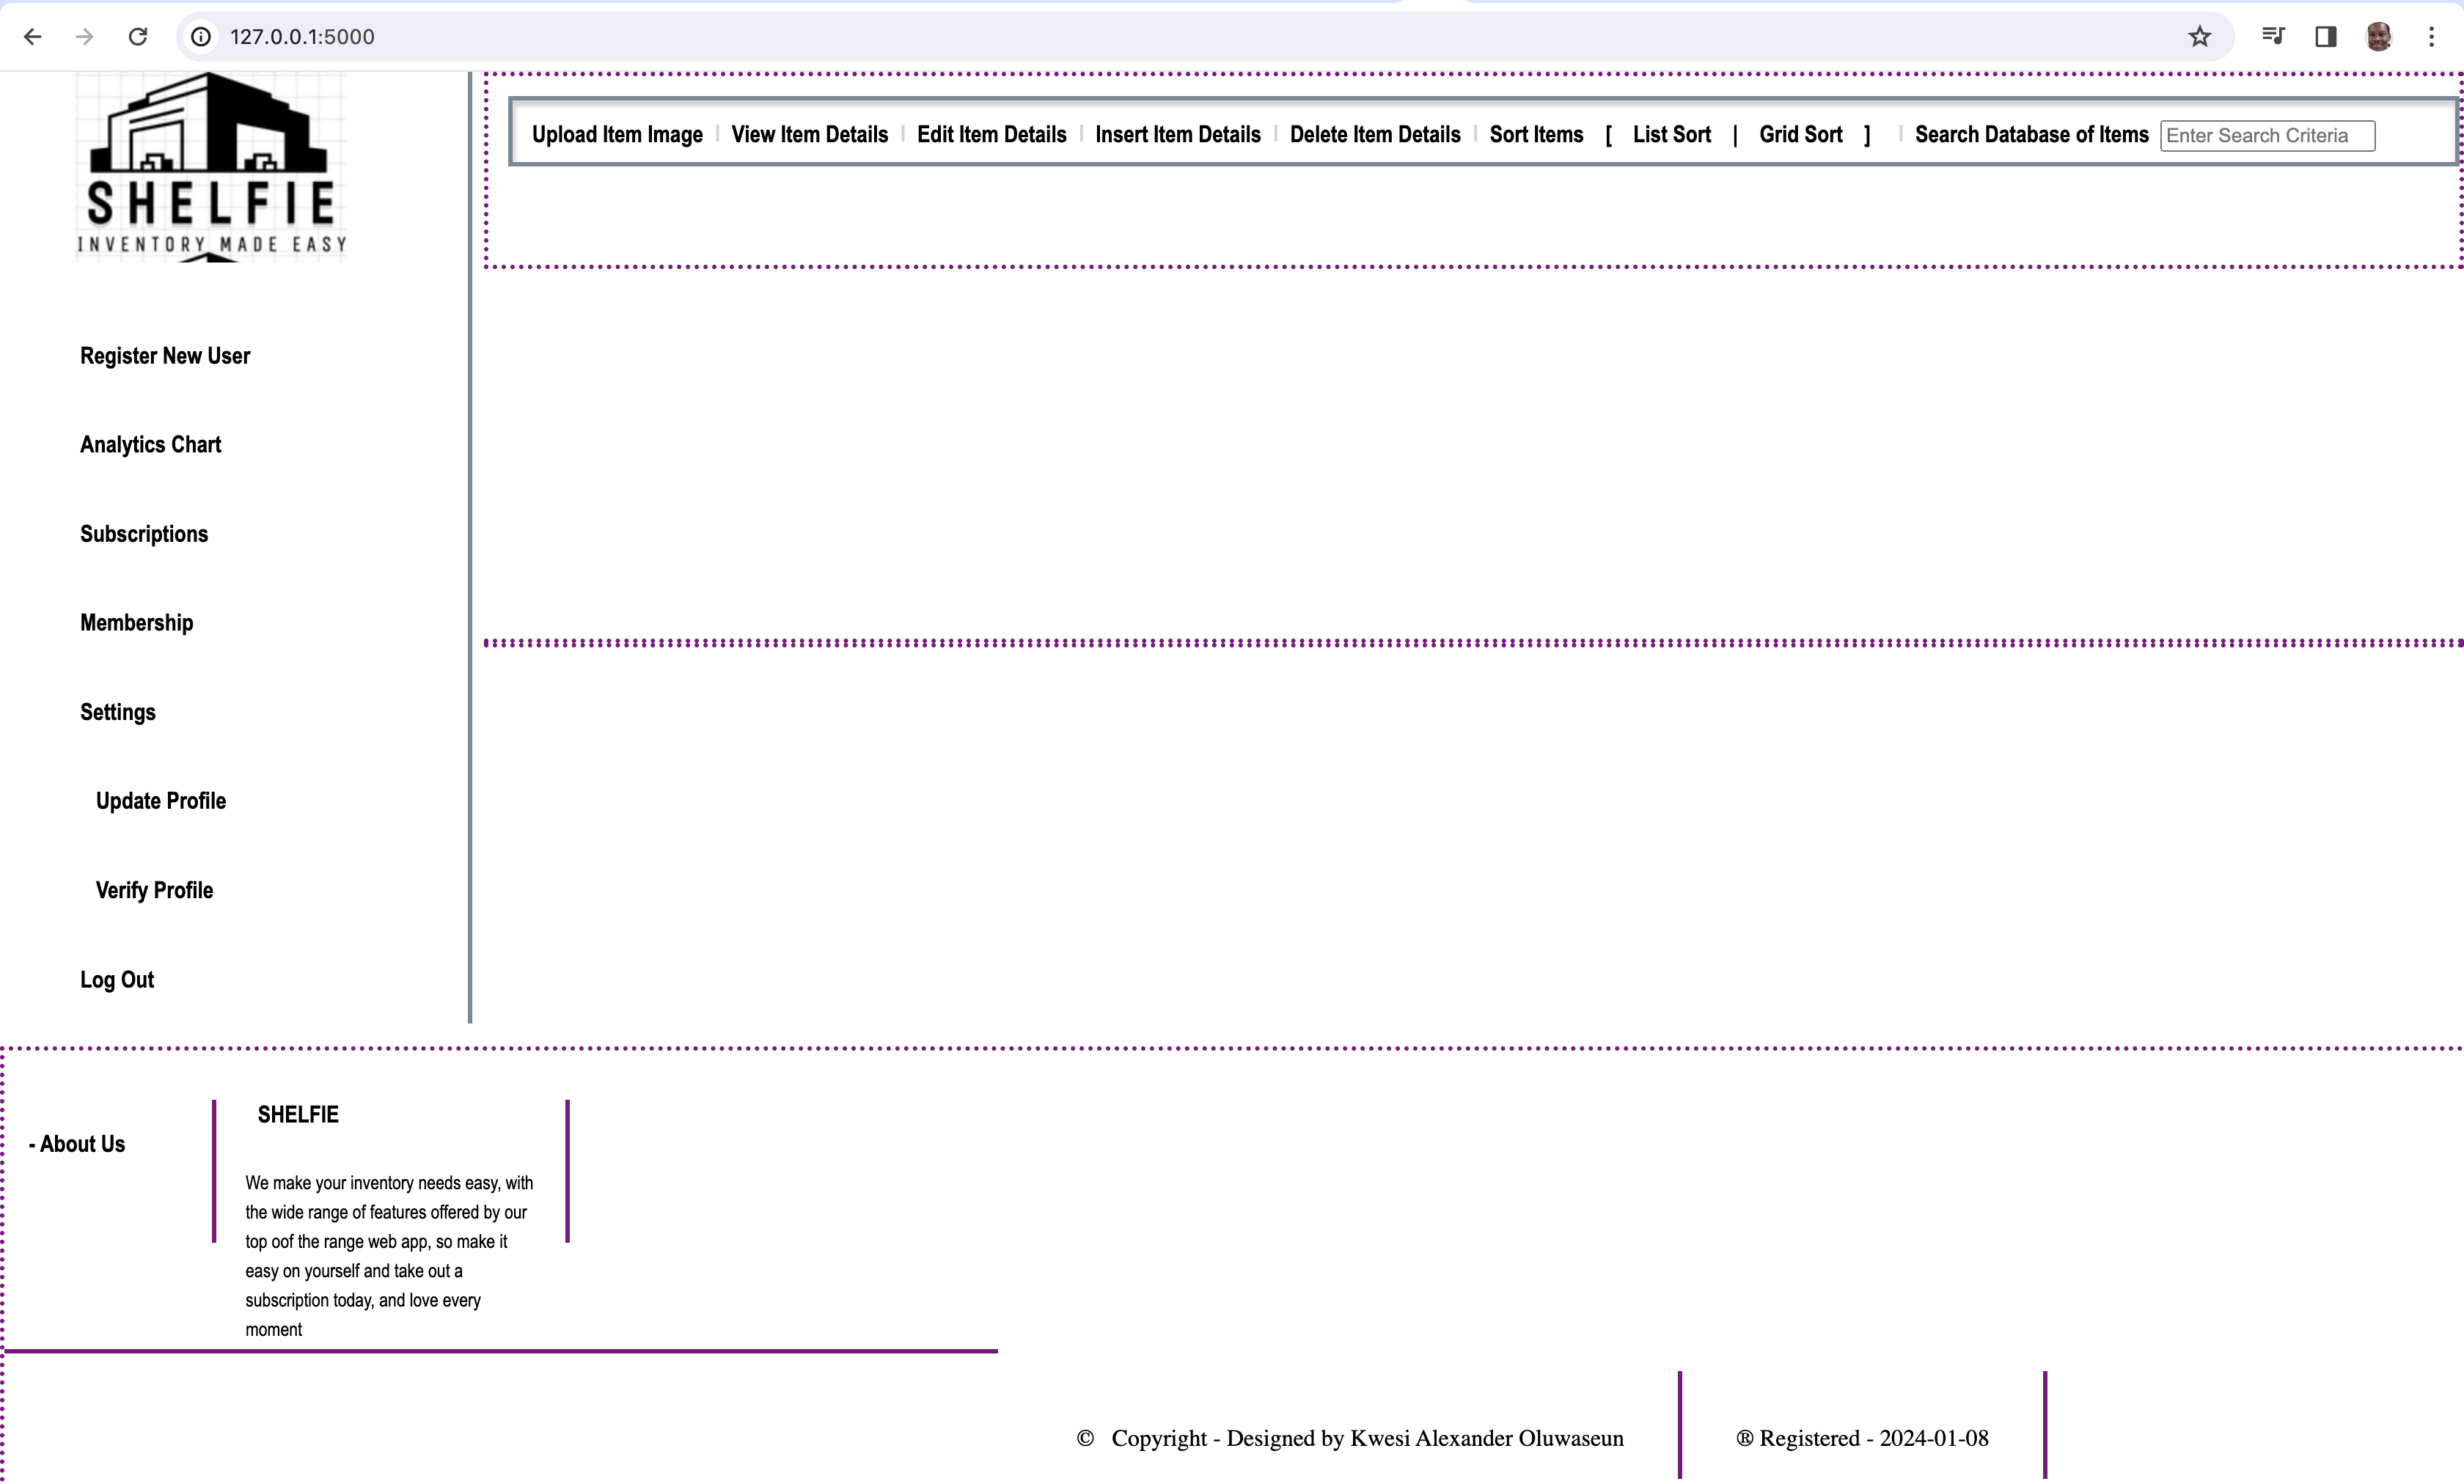 127.0.0.1:5000
SHELFIE
INVENTORY MADE EASY
Upload Item Image | View Item Details | Edit Item Details | Insert Item Details | Delete Item Details | Sort Items [ List Sort | Grid Sort ] | Search Database of Items Enter Search Criteria
Register New User
Analytics Chart
Subscriptions
Membership
Settings
Update Profile
Verify Profile
Log Out
- About Us
SHELFIE
We make your inventory needs easy, with
the wide range of features offered by our
top oof the range web app, so make it
easy on yourself and take out a
subscription today, and love every
moment
© Copyright - Designed by Kwesi Alexander Oluwaseun
® Registered - 2024-01-08